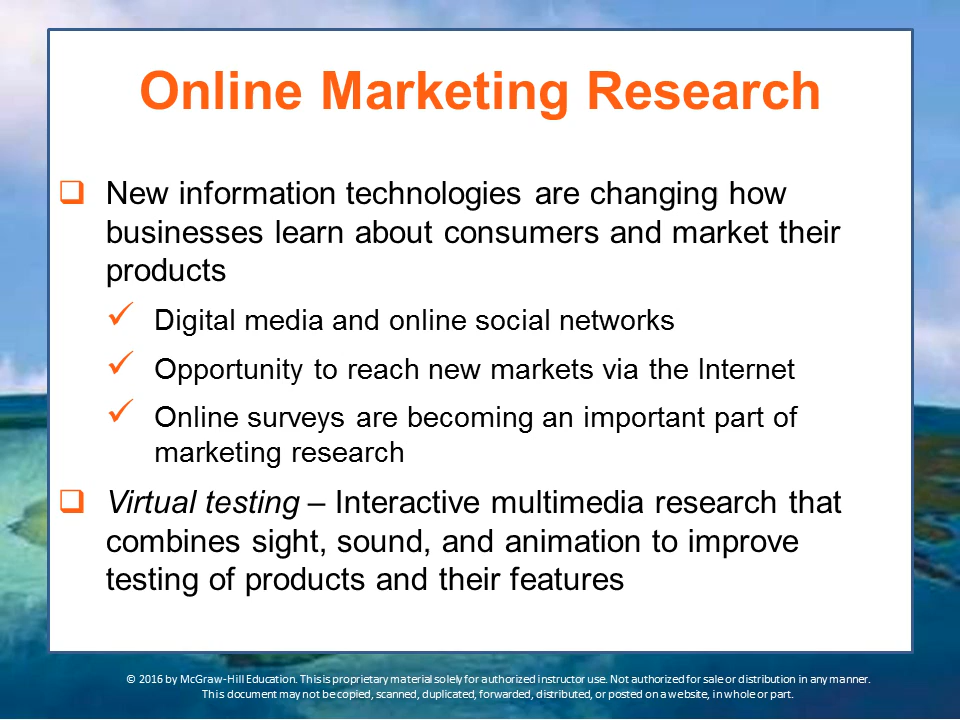 Online Marketing Research
New information technologies are changing how
businesses learn about consumers and market their
products
Digital media and online social networks
Opportunity to reach new markets via the Internet
Online surveys are becoming an important part of
marketing research
Virtual testing – Interactive multimedia research that
combines sight, sound, and animation to improve
testing of products and their features
© 2016 by McGraw-Hill Education. This is proprietary material solely for authorized instructor use. Not authorized for sale or distribution in any manner.
This document may not be copied, scanned, duplicated, forwarded, distributed, or posted on a website, in whole or part.